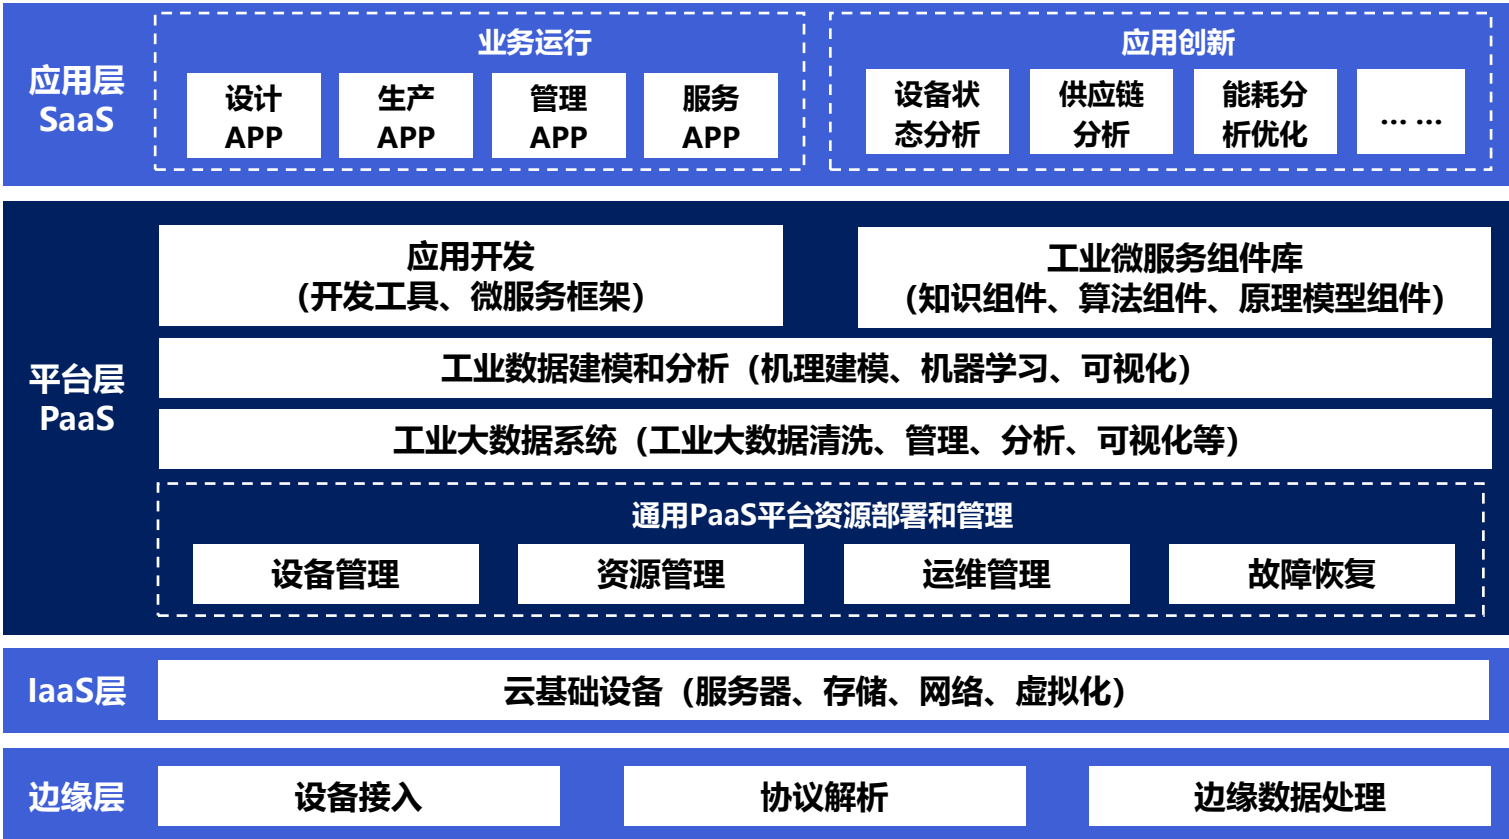 应用层
SaaS
业务运行
设计
APP
生产
APP
管理
APP
服务
APP
应用创新
设备状
态分析
供应链
分析
能耗分
析优化
... ...
平台层
PaaS
应用开发
（开发工具、微服务框架）
工业微服务组件库
（知识组件、算法组件、原理模型组件）
工业数据建模和分析（机理建模、机器学习、可视化）
工业大数据系统（工业大数据清洗、管理、分析、可视化等）
通用PaaS平台资源部署和管理
设备管理
资源管理
运维管理
故障恢复
IaaS层
云基础设备（服务器、存储、网络、虚拟化）
边缘层
设备接入
协议解析
边缘数据处理